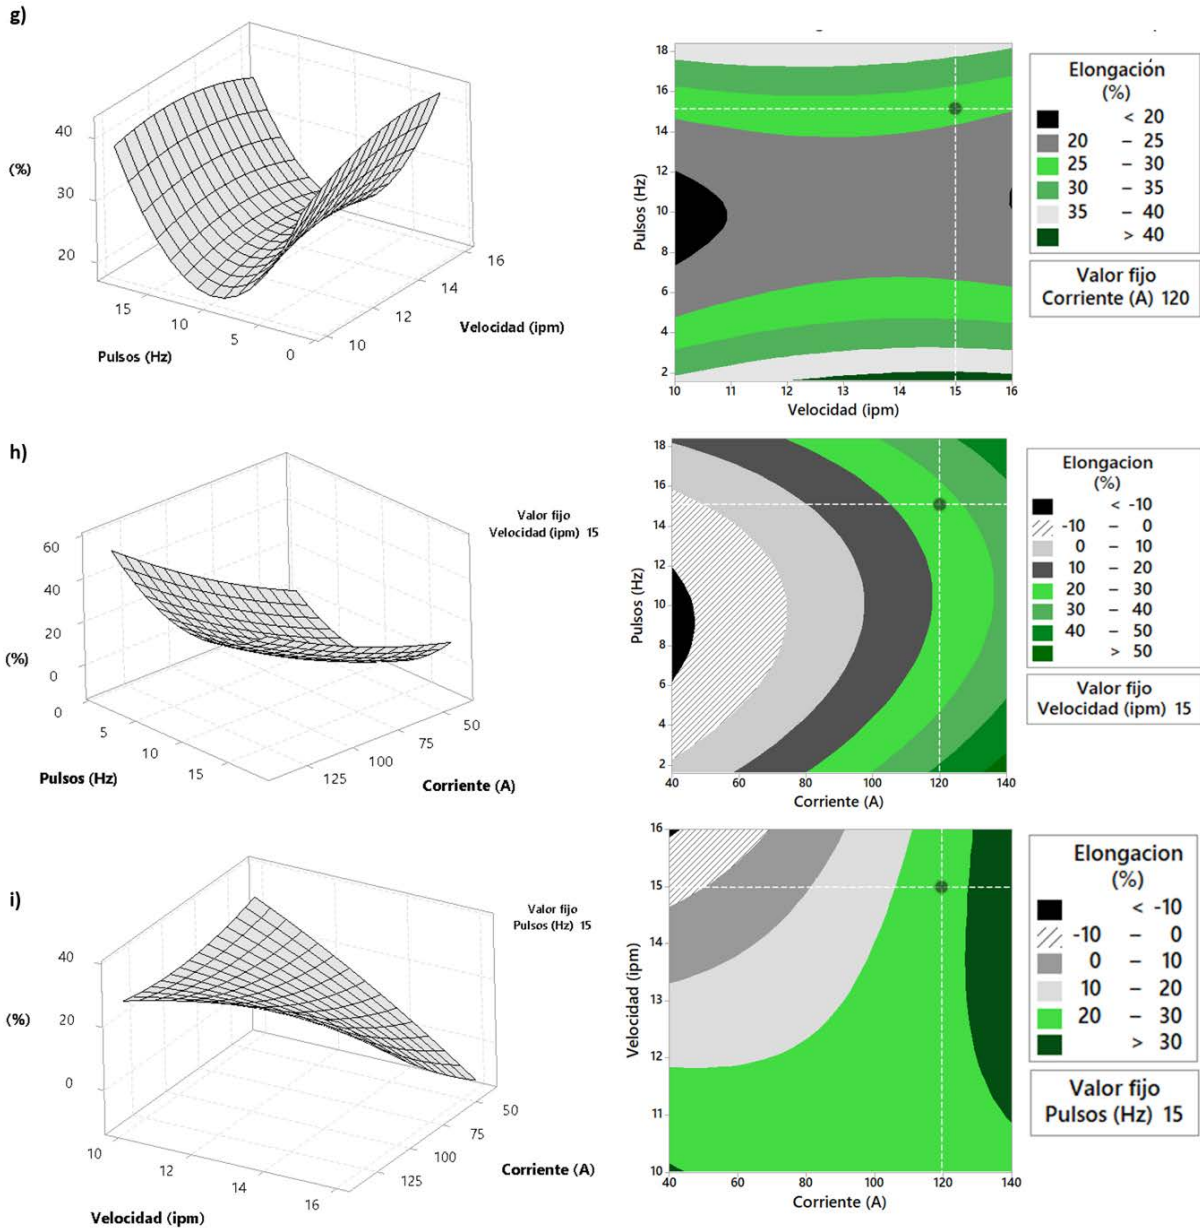 g)
(%)
40
30
20
15
10
5
0
Pulsos (Hz)
10
12
14
16
Velocidad (ipm)
18
16
14
12
10
8
6
4
2
Pulsos (Hz)
10
11
12
13
14
15
16
Velocidad (ipm)
Elongación
(%)
< 20
20 – 25
25 – 30
30 – 35
35 – 40
> 40
Valor fijo
Corriente (A) 120
h)
Valor fijo
Velocidad (ipm) 15
60
40
20
0
(%)
0
5
10
15
Pulsos (Hz)
125
100
75
50
Corriente (A)
18
16
14
12
10
8
6
4
2
Pulsos (Hz)
40
60
80
100
120
140
Corriente (A)
Elongacion
(%)
< -10
-10 – 0
0 – 10
10 – 20
20 – 30
30 – 40
40 – 50
> 50
Valor fijo
Velocidad (ipm) 15
i)
Valor fijo
Pulsos (Hz) 15
40
20
0
(%)
10
12
14
16
Velocidad (ipm)
125
100
75
50
Corriente (A)
16
15
14
13
12
11
10
Velocidad (ipm)
40
60
80
100
120
140
Corriente (A)
Elongacion
(%)
< -10
-10 – 0
0 – 10
10 – 20
20 – 30
> 30
Valor fijo
Pulsos (Hz) 15